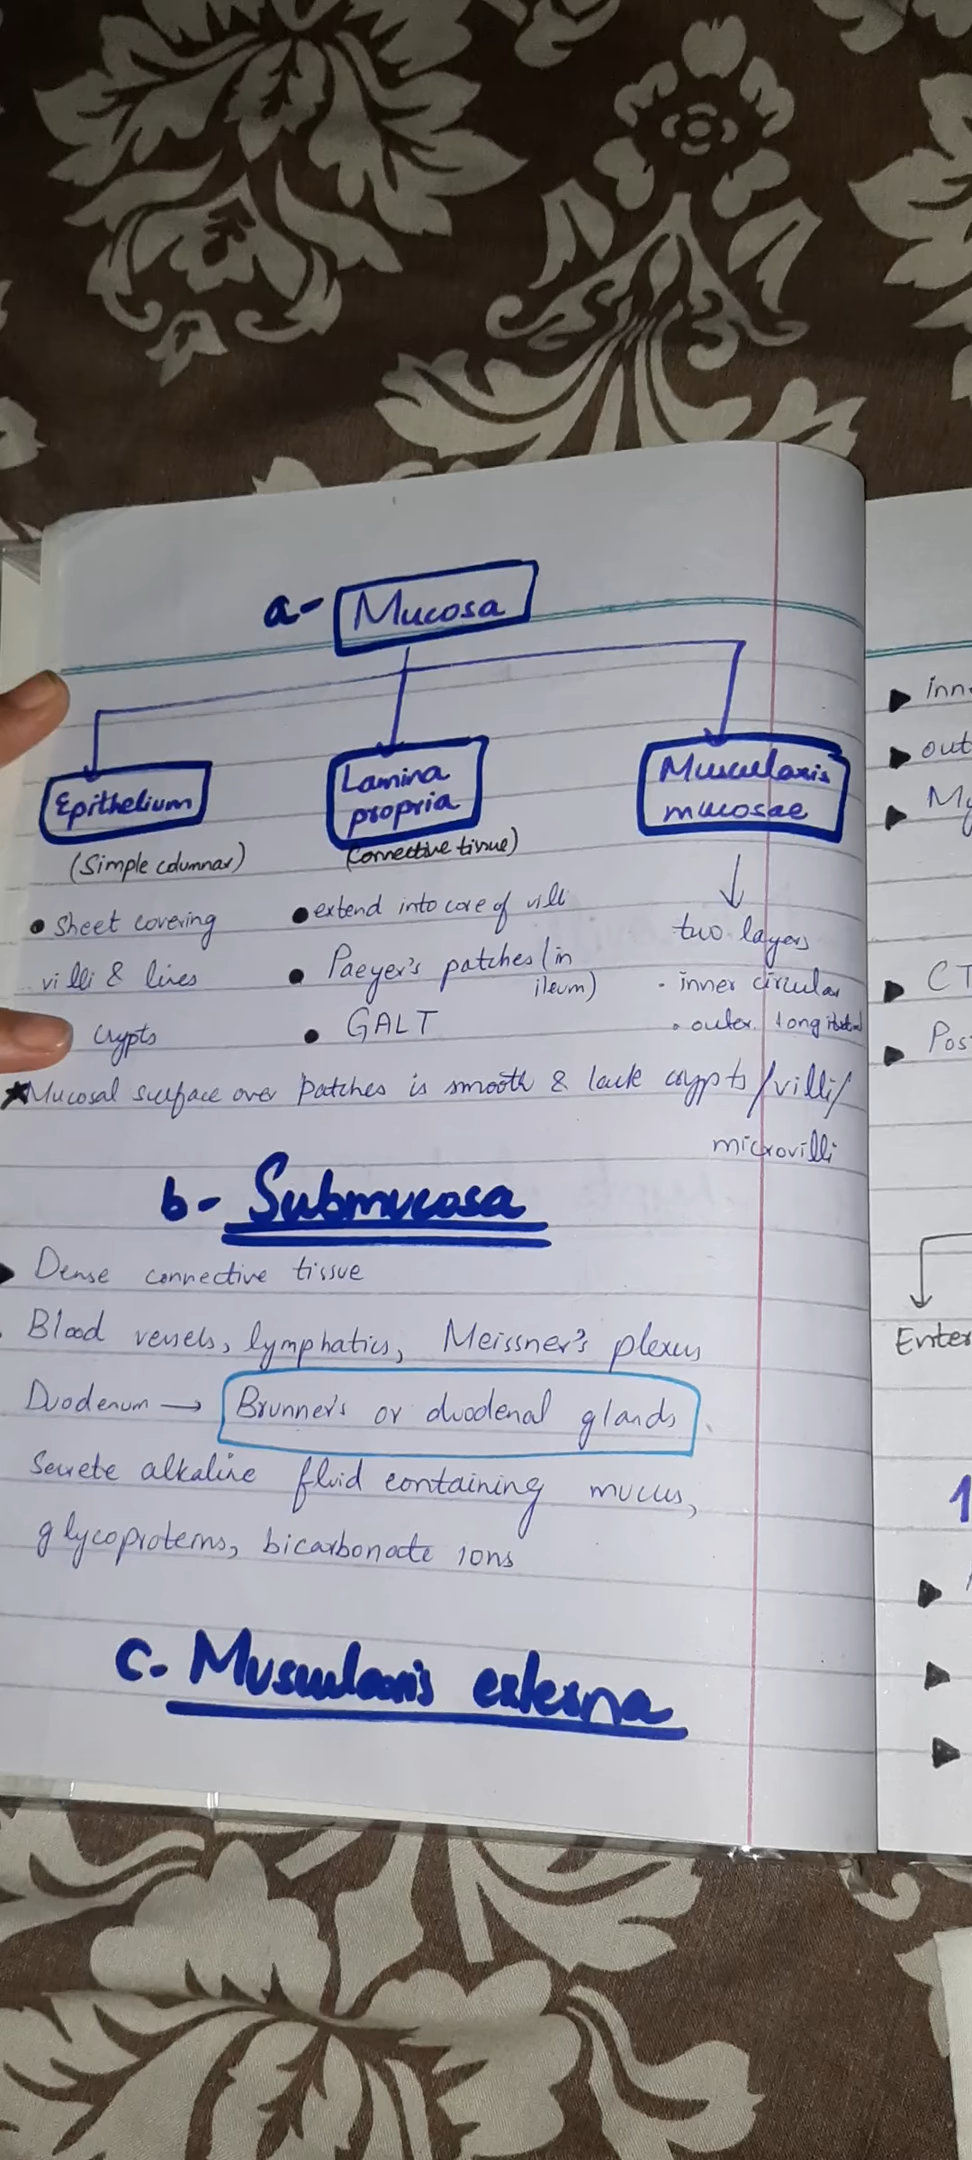 a- Mucosa
Epithelium
Lamina propria
Muscularis mucosae
(Simple columnar)
(Connective tissue)
• Sheet covering
villi & lines
crypts
• extend into core of villi
• Paeyer's patches (in
ileum)
• GALT
two layers
• inner circular
• outer longitudinal
★ Mucosal surface over patches is smooth & lack crypts/villi/
microvilli
b- Submucosa
▶ Dense connective tissue
Blood vessels, lymphatics, Meissner's plexus
Duodenum → Brunner's or duodenal glands
Secrete alkaline fluid containing mucus,
glycoproteins, bicarbonate ions
c. Muscularis externa
▶ inn
▶ out
▶ My
▶ CT
▶ Pos
Enter
1